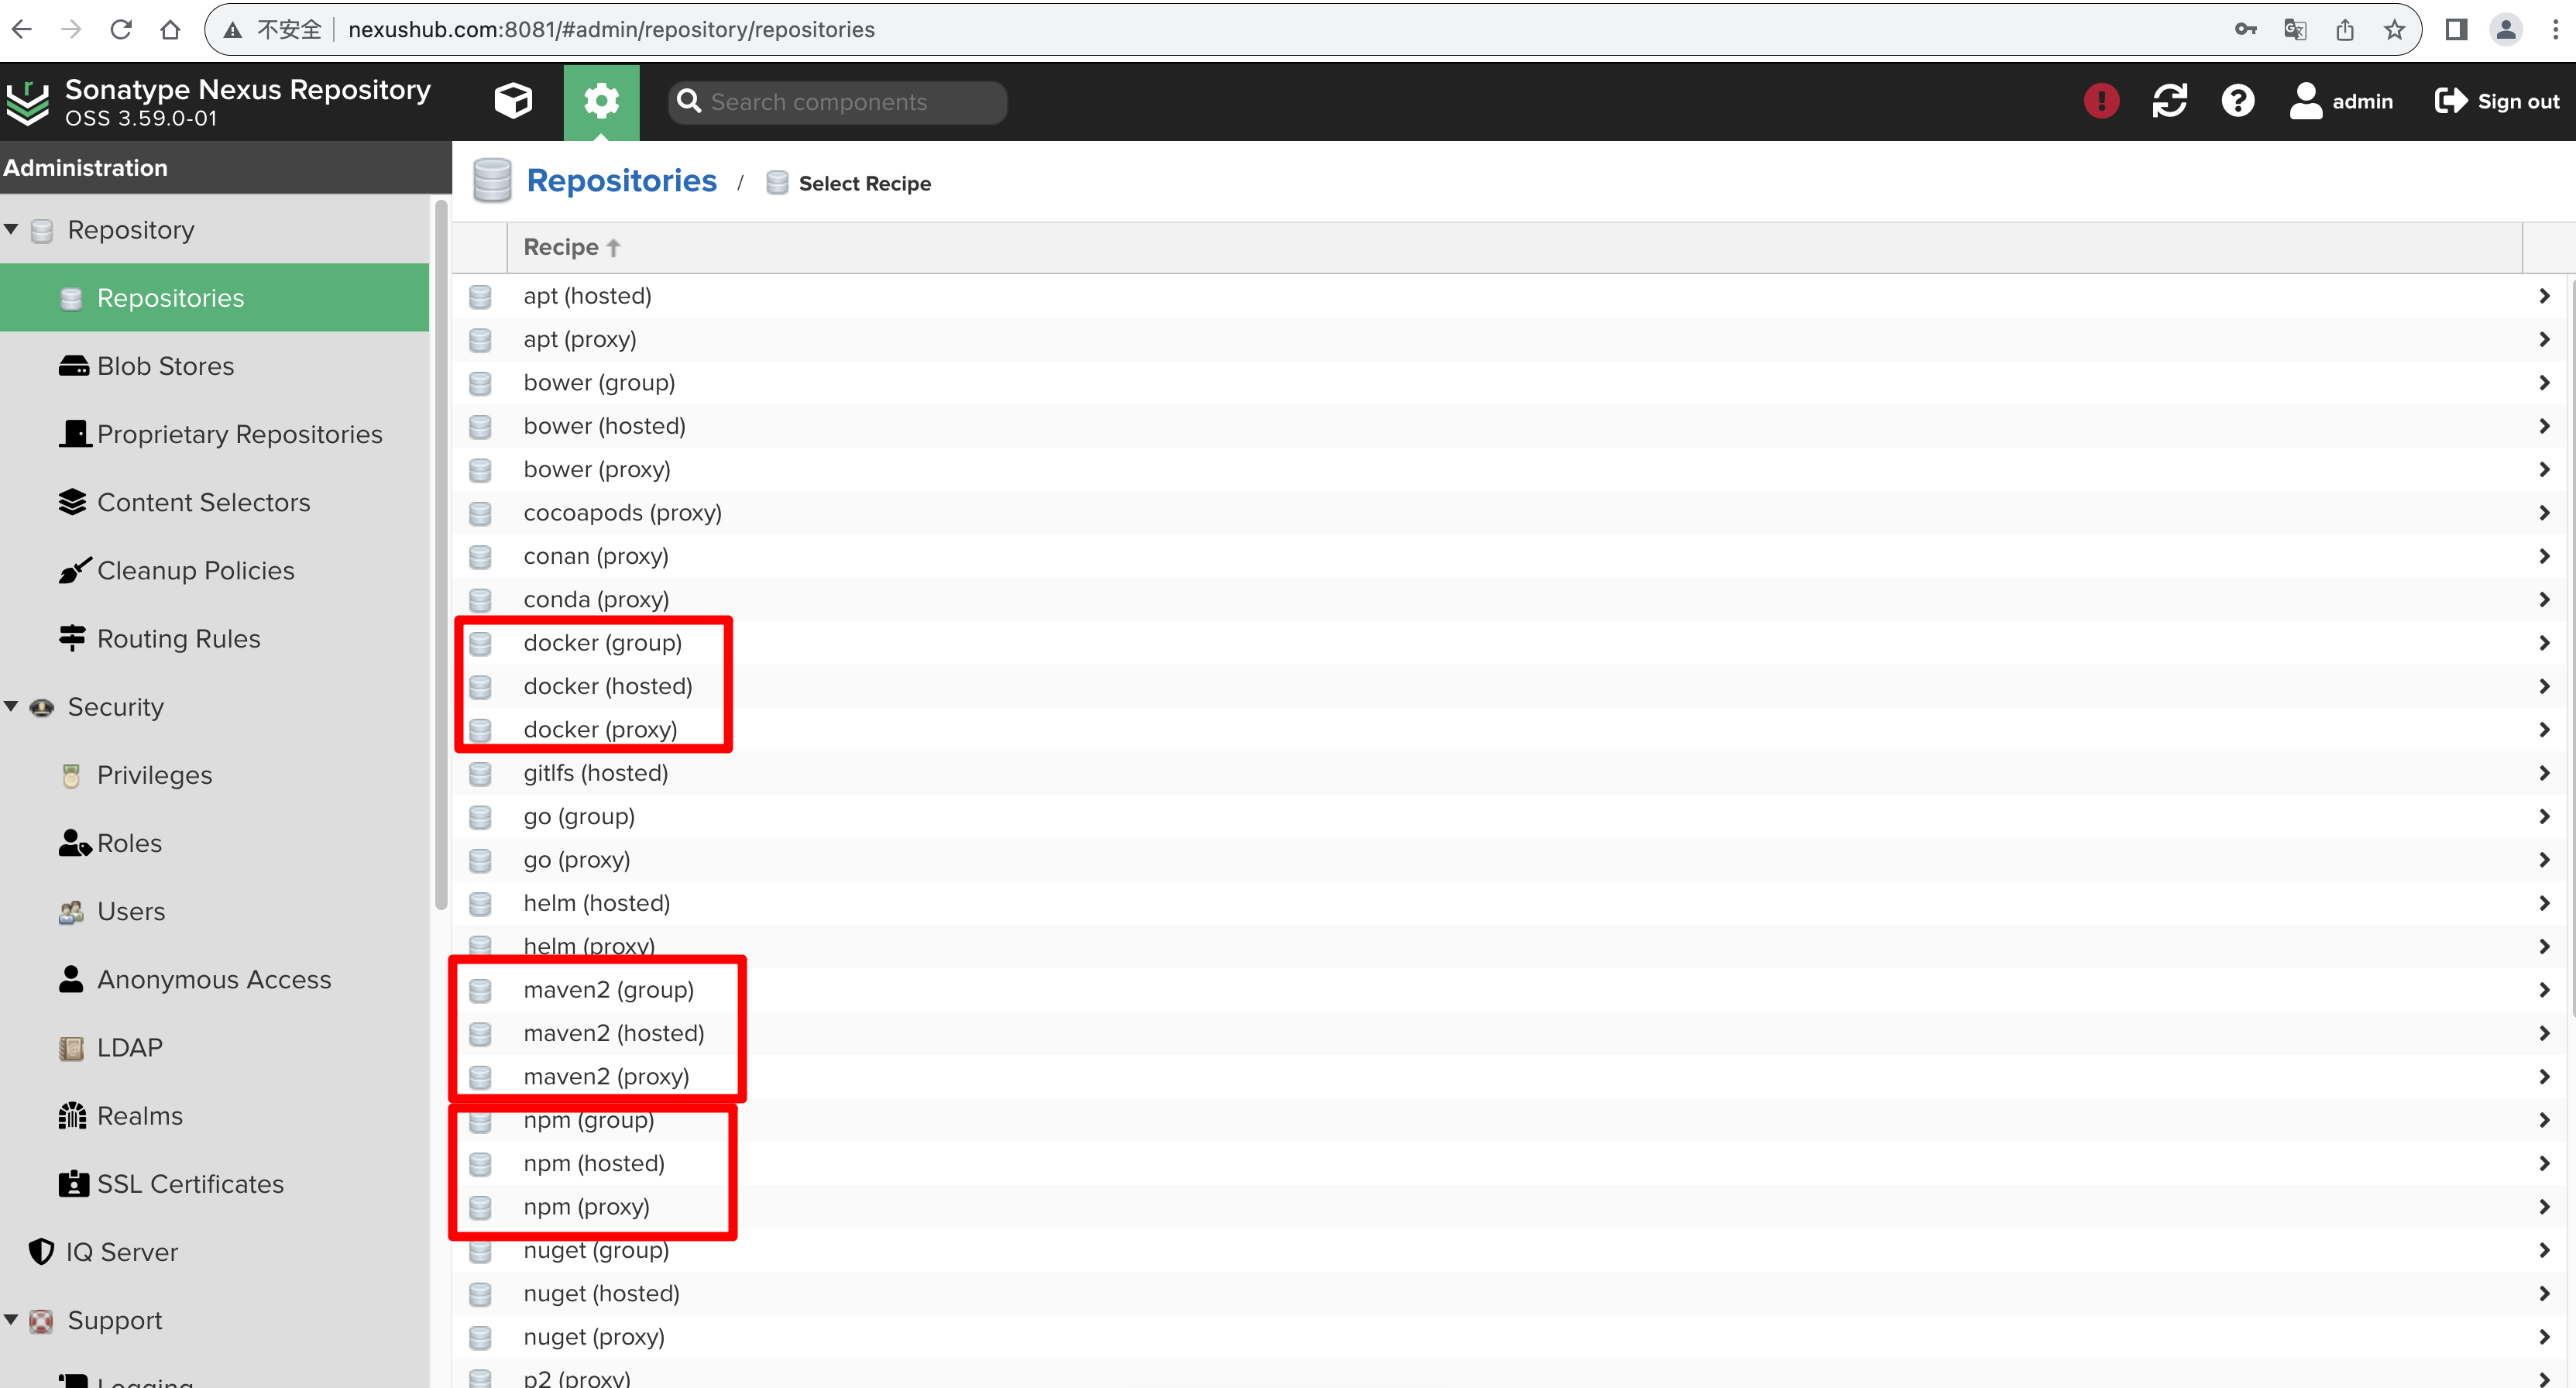 不安全 nexushub.com:8081/#admin/repository/repositories
Sonatype Nexus Repository
OSS 3.59.0-01
Search components
admin
Sign out
Administration
Repository
Repositories
Blob Stores
Proprietary Repositories
Content Selectors
Cleanup Policies
Routing Rules
Security
Privileges
Roles
Users
Anonymous Access
LDAP
Realms
SSL Certificates
IQ Server
Support
Logging
Repositories / Select Recipe
Recipe
apt (hosted)
apt (proxy)
bower (group)
bower (hosted)
bower (proxy)
cocoapods (proxy)
conan (proxy)
conda (proxy)
docker (group)
docker (hosted)
docker (proxy)
gitlfs (hosted)
go (group)
go (proxy)
helm (hosted)
helm (proxy)
maven2 (group)
maven2 (hosted)
maven2 (proxy)
npm (group)
npm (hosted)
npm (proxy)
nuget (group)
nuget (hosted)
nuget (proxy)
p2 (proxy)